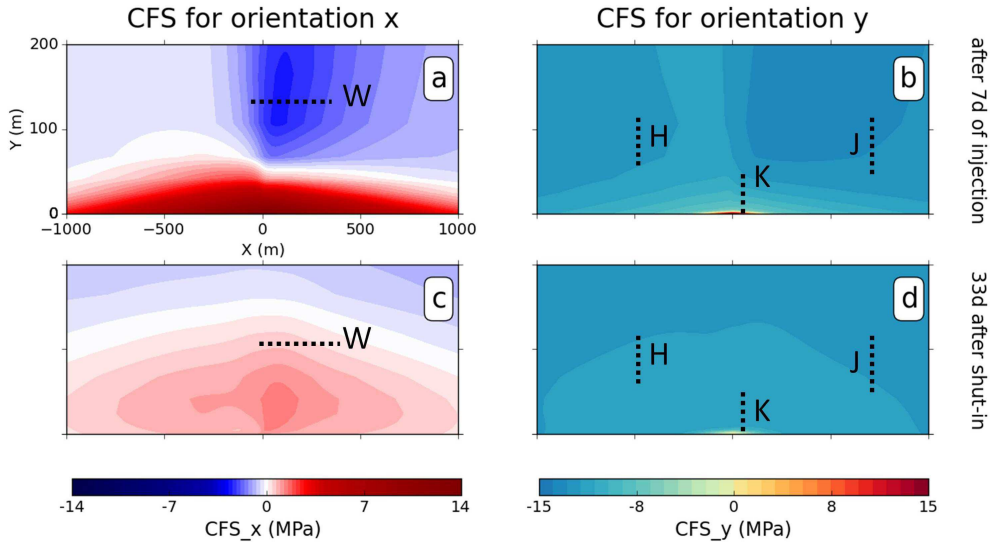 CFS for orientation x
CFS for orientation y
200
100
0
Y (m)
a
W
-1000
-500
0
500
1000
X (m)
b
H
J
K
after 7d of injection
c
W
d
H
J
K
33d after shut-in
-14
-7
0
7
14
CFS_x (MPa)
-15
-8
0
8
15
CFS_y (MPa)